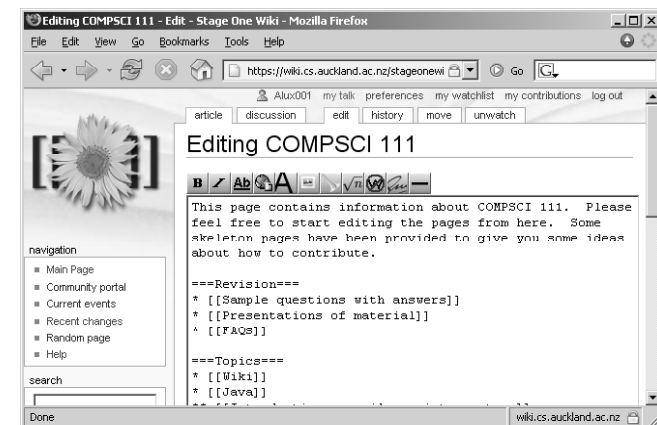 Editing COMPSCI 111 - Edit - Stage One Wiki - Mozilla Firefox
File Edit View Go Bookmarks Tools Help
https://wiki.cs.auckland.ac.nz/stageonewi Go G
Alux001 my talk preferences my watchlist my contributions log out
article discussion edit history move unwatch
Editing COMPSCI 111
B I Ab A √n W
This page contains information about COMPSCI 111. Please
feel free to start editing the pages from here. Some
skeleton pages have been provided to give you some ideas
about how to contribute.
===Revision===
* [[Sample questions with answers]]
* [[Presentations of material]]
* [[FAQs]]
===Topics===
* [[Wiki]]
* [[Java]]
navigation
Main Page
Community portal
Current events
Recent changes
Random page
Help
search
Done wiki.cs.auckland.ac.nz